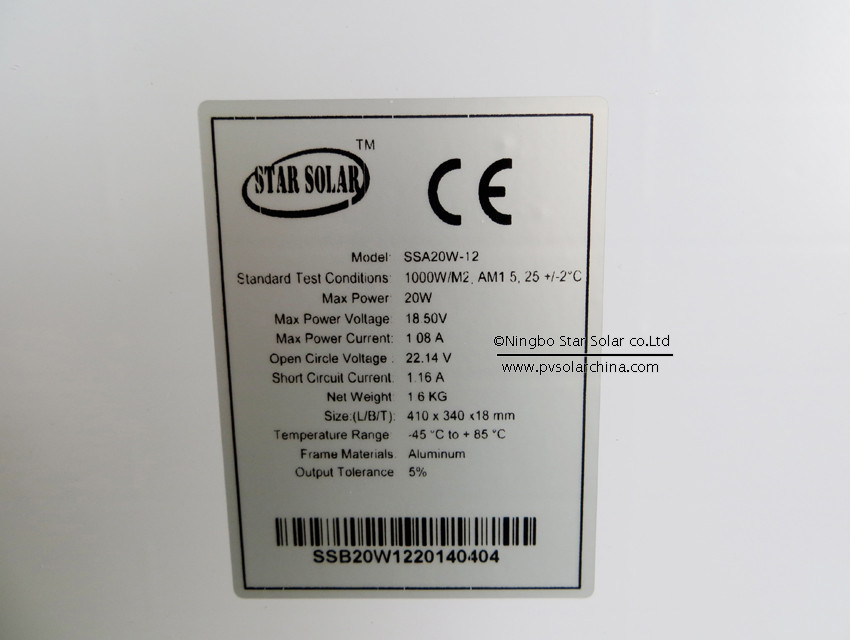 TM
STAR SOLAR
CE
Model: SSA20W-12
Standard Test Conditions: 1000W/M2, AM1.5, 25 +/-2°C
Max Power 20W
Max Power Voltage: 18.50V
Max Power Current: 1.08 A
Open Circle Voltage : 22.14 V
Short Circuit Current: 1.16 A
Net Weight 1.6 KG
Size:(L/B/T): 410 x 340 x18 mm
Temperature Range -45 °C to + 85 °C
Frame Materials: Aluminum
Output Tolerance 5%
SSB20W1220140404
©Ningbo Star Solar co.Ltd
www.pvsolarchina.com